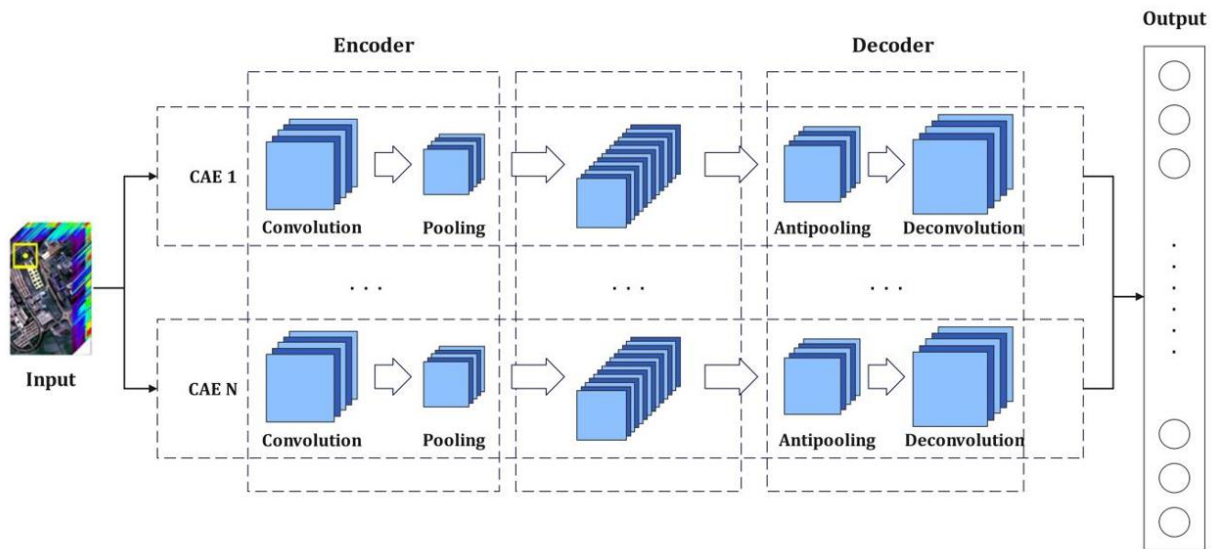 Output
Encoder
Decoder
CAE 1
Convolution
Pooling
Antipooling
Deconvolution
. . .
. . .
. . .
Input
CAE N
Convolution
Pooling
Antipooling
Deconvolution